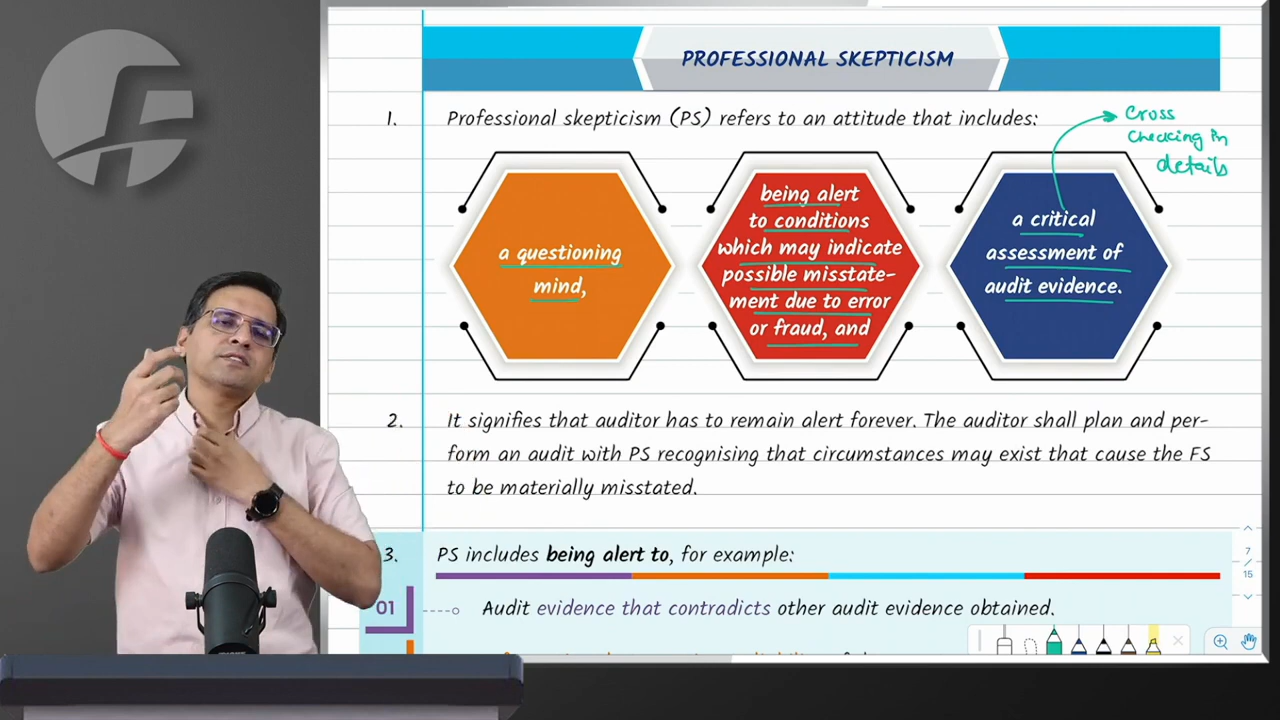 PROFESSIONAL SKEPTICISM
1. Professional skepticism (PS) refers to an attitude that includes:
Cross
Checking in
details
a questioning
mind,
being alert
to conditions
which may indicate
possible misstate-
ment due to error
or fraud, and
a critical
assessment of
audit evidence.
2. It signifies that auditor has to remain alert forever. The auditor shall plan and per-
form an audit with PS recognising that circumstances may exist that cause the FS
to be materially misstated.
3. PS includes being alert to, for example:
01 Audit evidence that contradicts other audit evidence obtained.
7
/
15